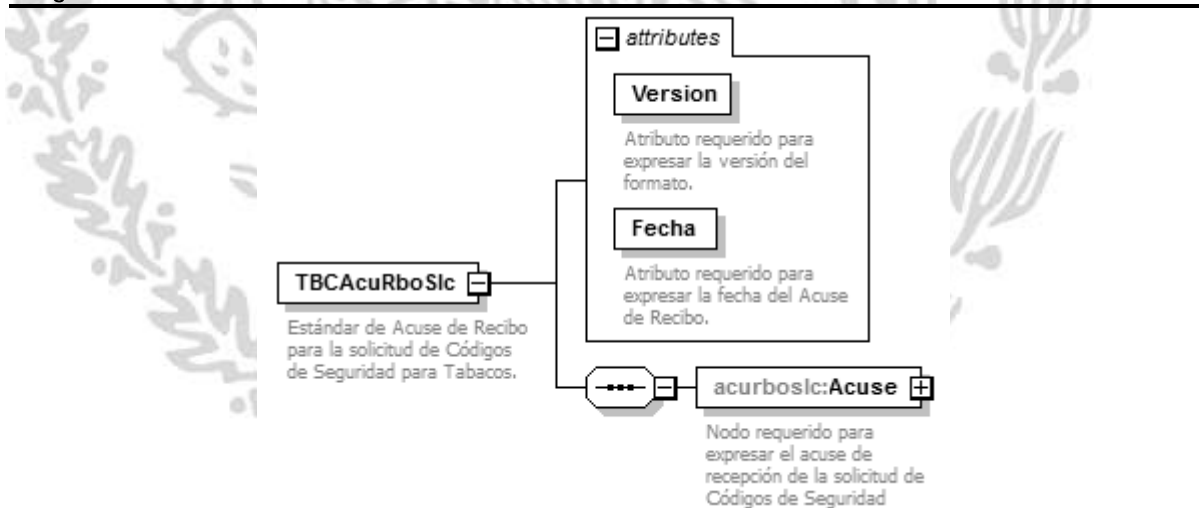 attributes
Version
Atributo requerido para
expresar la versión del
formato.
Fecha
Atributo requerido para
expresar la fecha del Acuse
de Recibo.
TBCAcuRboSlc
Estándar de Acuse de Recibo
para la solicitud de Códigos
de Seguridad para Tabacos.
acurboslc:Acuse
Nodo requerido para
expresar el acuse de
recepción de la solicitud de
Códigos de Seguridad